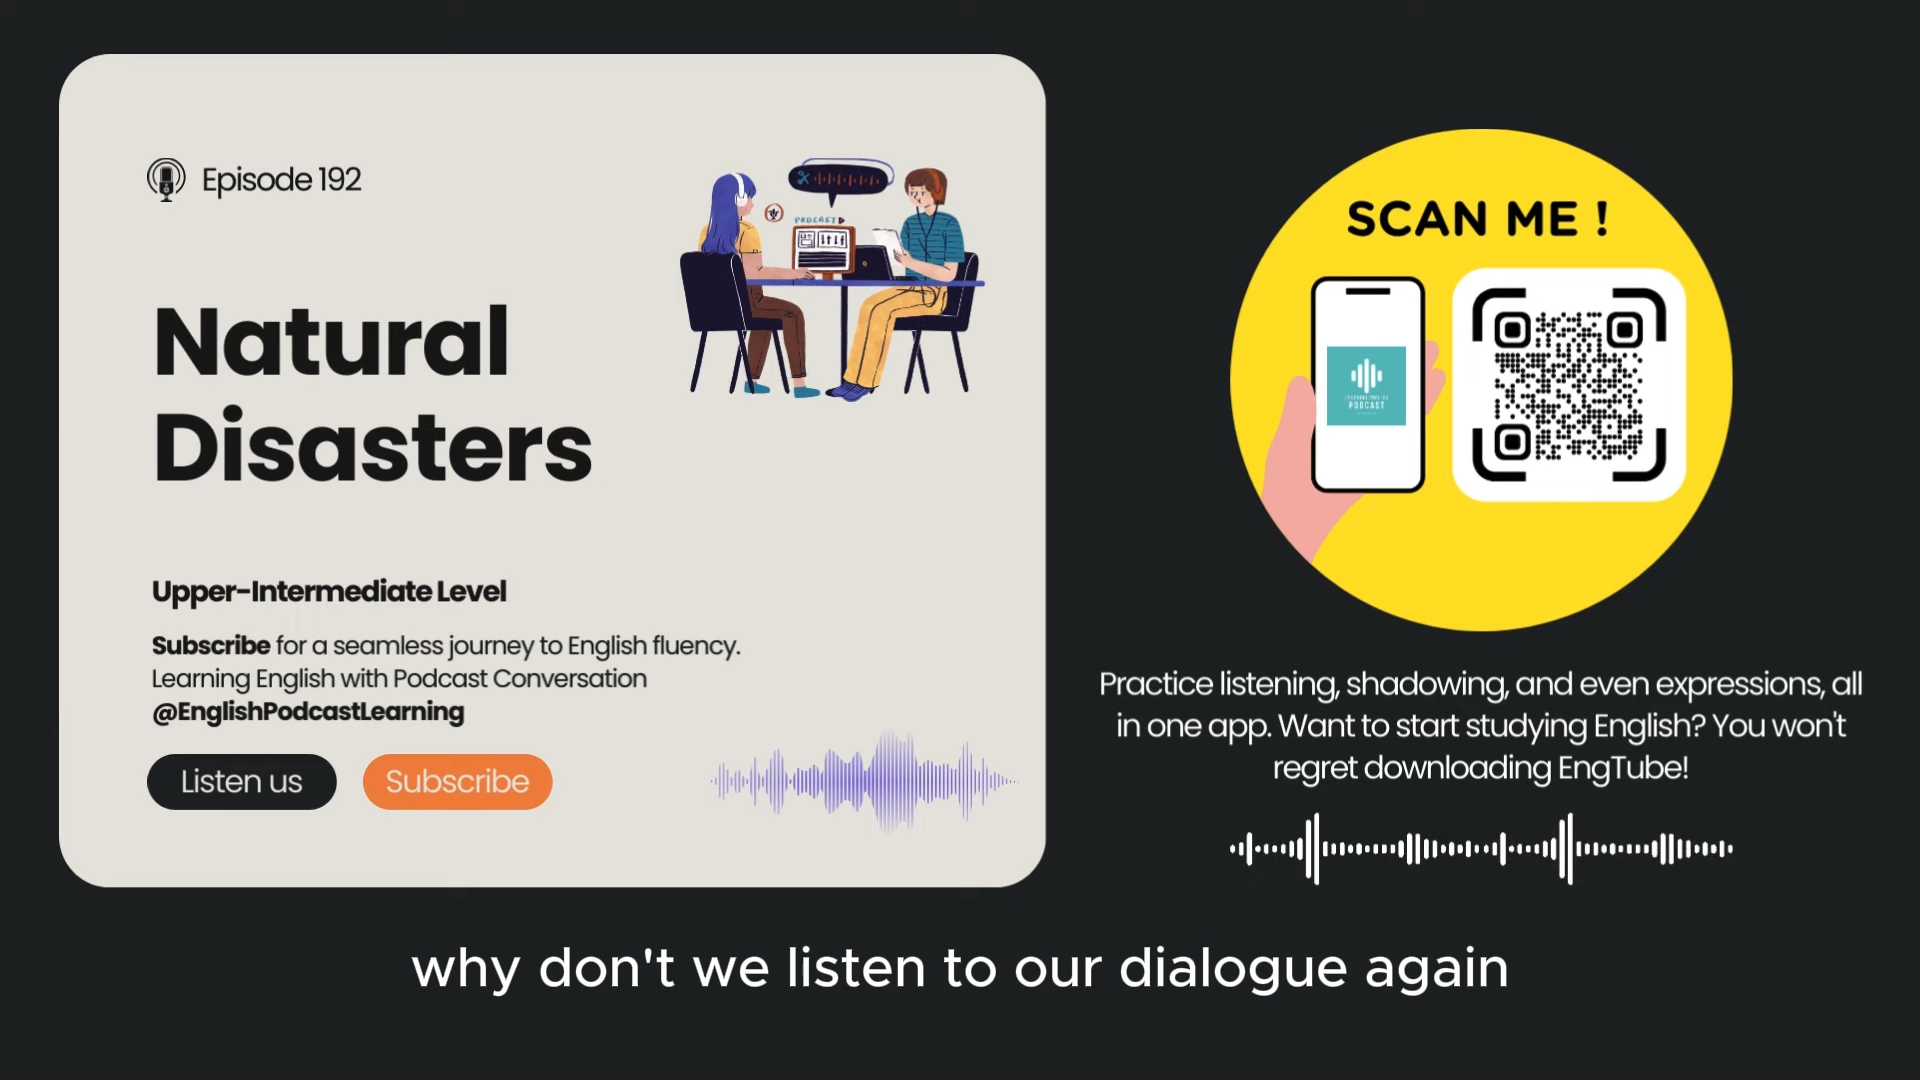 Episode 192
PODCAST
Natural
Disasters
Upper-Intermediate Level
Subscribe for a seamless journey to English fluency.
Learning English with Podcast Conversation
@EnglishPodcastLearning
Listen us
Subscribe
SCAN ME !
PODCAST
Practice listening, shadowing, and even expressions, all
in one app. Want to start studying English? You won't
regret downloading EngTube!
why don't we listen to our dialogue again